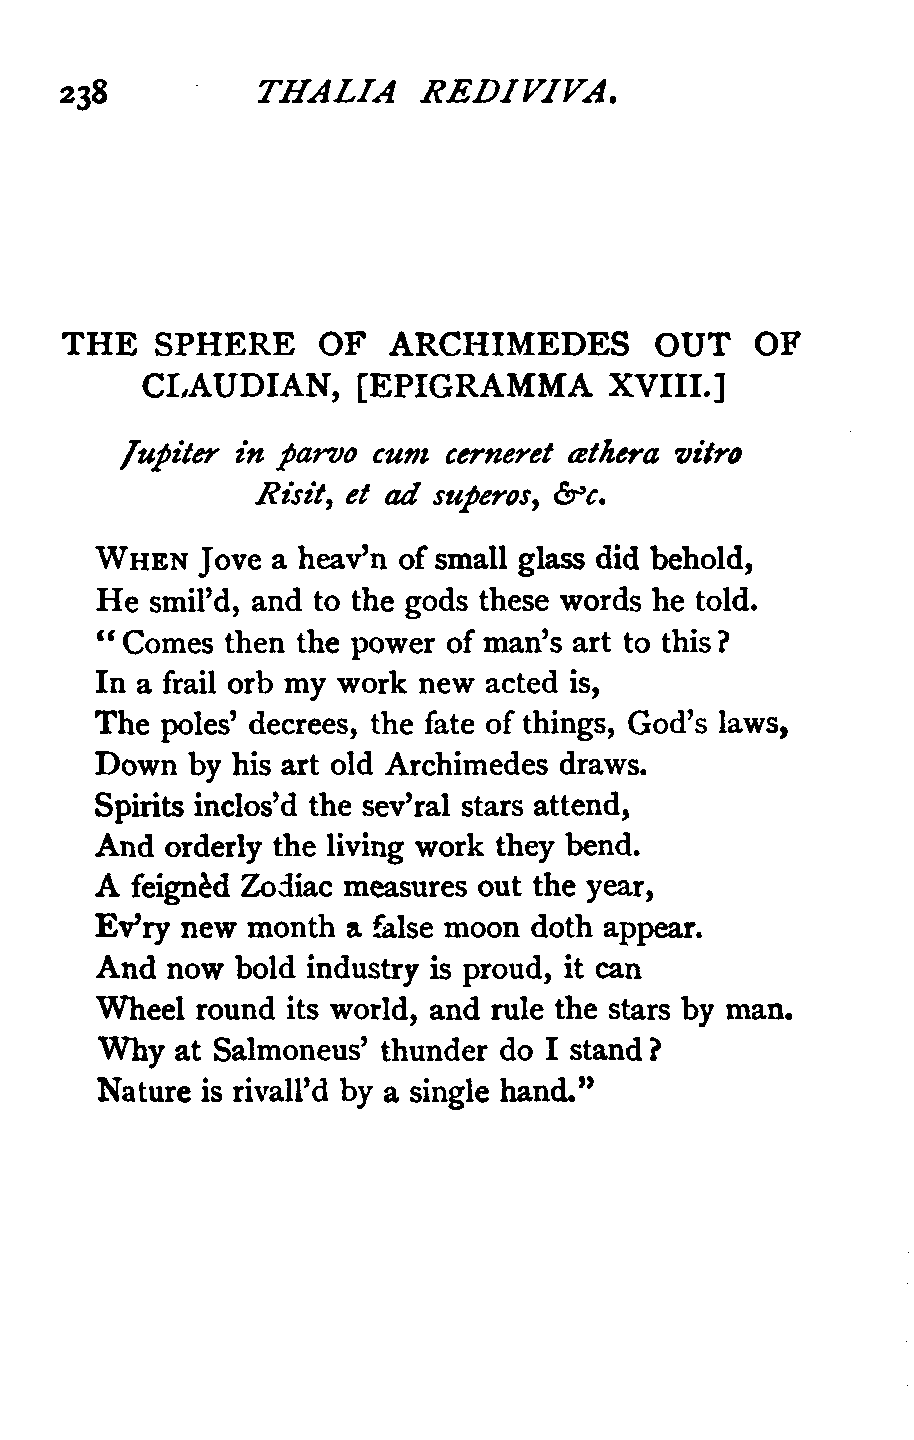 238 THALIA REDIVIVA.
THE SPHERE OF ARCHIMEDES OUT OF
CLAUDIAN, [EPIGRAMMA XVIII.]
Jupiter in parvo cum cerneret æthera vitro
Risit, et ad superos, &c.
WHEN Jove a heav'n of small glass did behold,
He smil'd, and to the gods these words he told.
“Comes then the power of man's art to this?
In a frail orb my work new acted is,
The poles' decrees, the fate of things, God's laws,
Down by his art old Archimedes draws.
Spirits inclos'd the sev'ral stars attend,
And orderly the living work they bend.
A feignèd Zodiac measures out the year,
Ev'ry new month a false moon doth appear.
And now bold industry is proud, it can
Wheel round its world, and rule the stars by man.
Why at Salmoneus' thunder do I stand?
Nature is rivall'd by a single hand.”